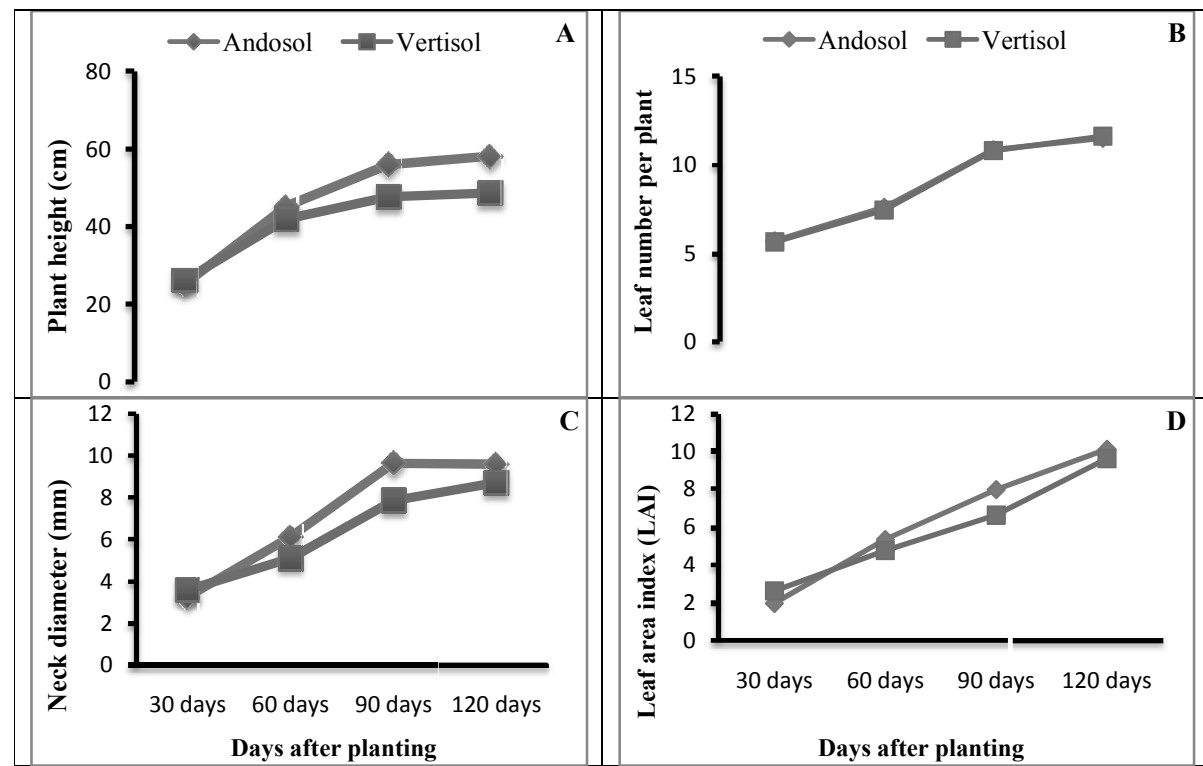 Andosol Vertisol A
Plant height (cm)
80
60
40
20
0
Andosol Vertisol B
Leaf number per plant
15
10
5
0
C
Neck diameter (mm)
12
10
8
6
4
2
0
30 days 60 days 90 days 120 days
Days after planting
D
Leaf area index (LAI)
12
10
8
6
4
2
0
30 days 60 days 90 days 120 days
Days after planting